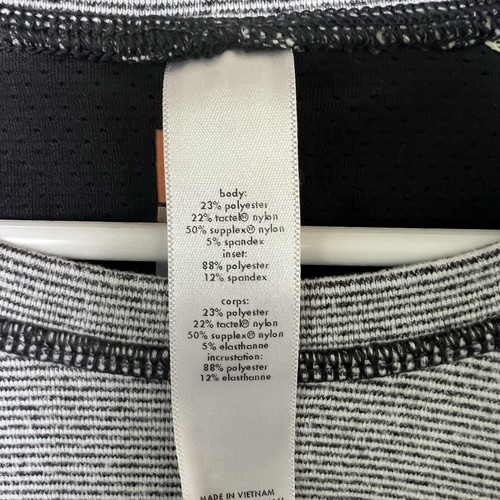 body:
23% polyester
22% tactel® nylon
50% supplex® nylon
5% spandex
inset:
88% polyester
12% spandex
corps:
23% polyester
22% tactel® nylon
50% supplex® nylon
5% elasthanne
incrustation:
88% polyester
12% elasthanne
MADE IN VIETNAM